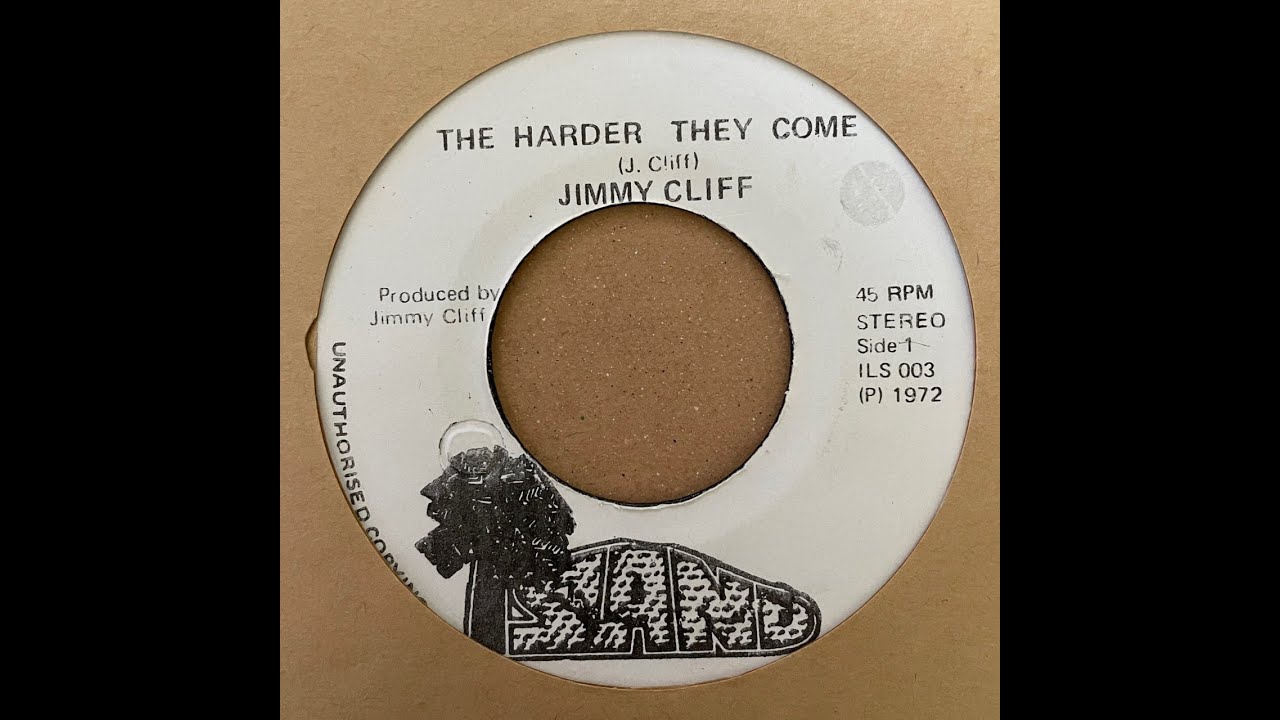 THE HARDER THEY COME
(J. Cliff)
JIMMY CLIFF
Produced by
Jimmy Cliff
45 RPM
STEREO
Side 1
ILS 003
(P) 1972
UNAUTHORISED COPYING
ISLAND